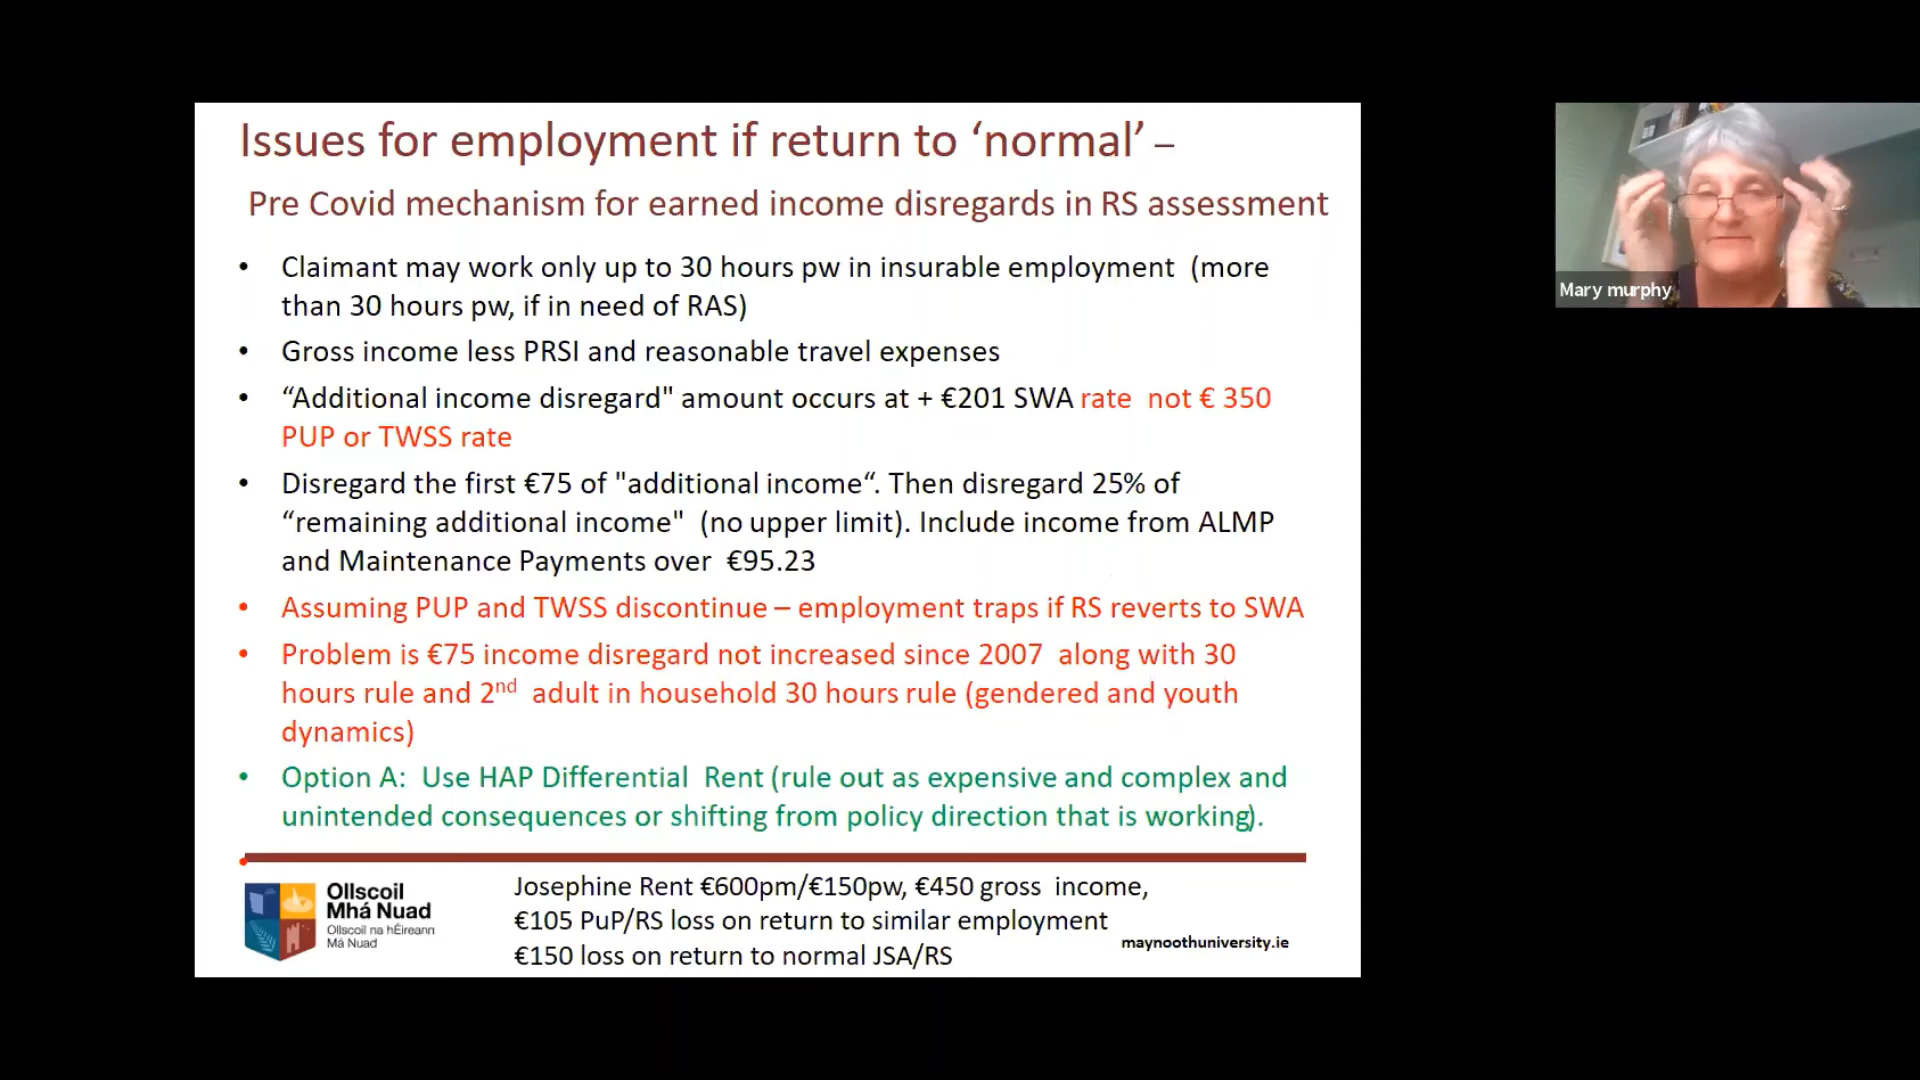 Issues for employment if return to ‘normal’ –
Pre Covid mechanism for earned income disregards in RS assessment
• Claimant may work only up to 30 hours pw in insurable employment (more
than 30 hours pw, if in need of RAS)
• Gross income less PRSI and reasonable travel expenses
• “Additional income disregard" amount occurs at + €201 SWA rate not € 350
PUP or TWSS rate
• Disregard the first €75 of "additional income“. Then disregard 25% of
“remaining additional income" (no upper limit). Include income from ALMP
and Maintenance Payments over €95.23
• Assuming PUP and TWSS discontinue – employment traps if RS reverts to SWA
• Problem is €75 income disregard not increased since 2007 along with 30
hours rule and 2nd adult in household 30 hours rule (gendered and youth
dynamics)
• Option A: Use HAP Differential Rent (rule out as expensive and complex and
unintended consequences or shifting from policy direction that is working).
•
Ollscoil
Mhá Nuad
Ollscoil na hÉireann
Má Nuad
Josephine Rent €600pm/€150pw, €450 gross income,
€105 PuP/RS loss on return to similar employment
€150 loss on return to normal JSA/RS
maynoothuniversity.ie
Mary murphy